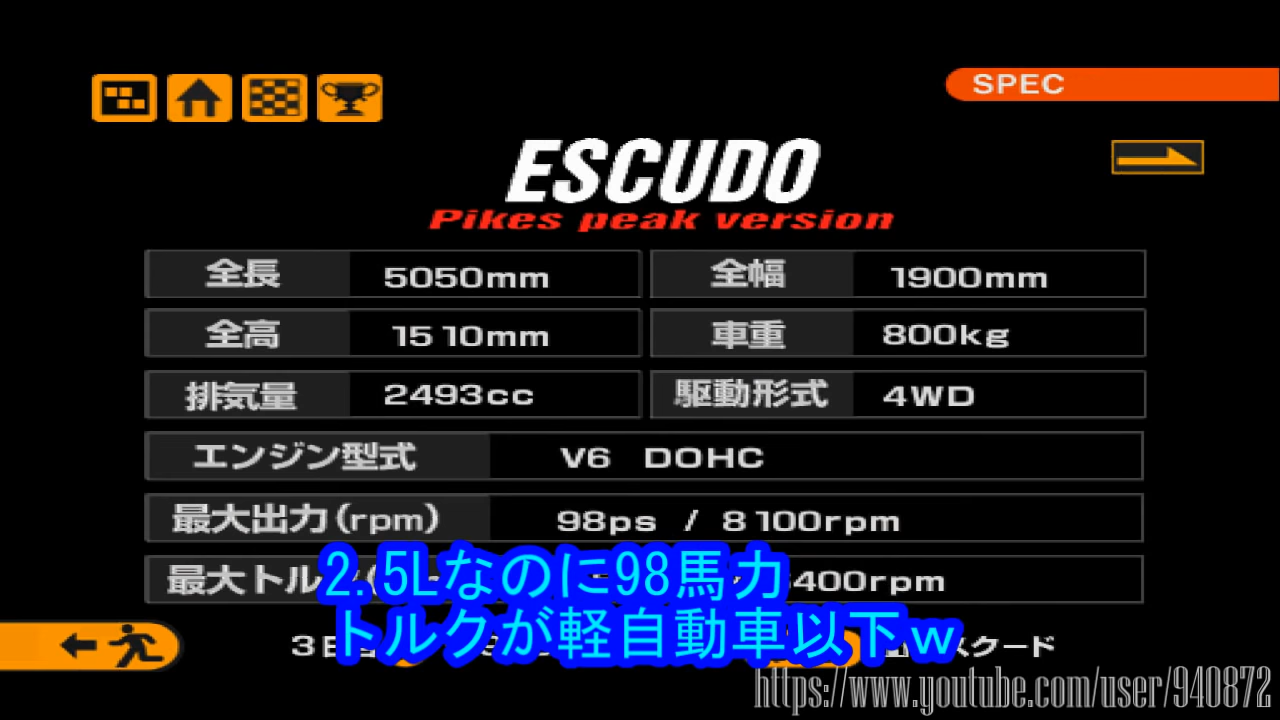 SPEC
ESCUDO
Pikes peak version
全長 5050mm 全幅 1900mm
全高 1510mm 車重 800kg
排気量 2493cc 駆動形式 4WD
エンジン型式 V6 DOHC
最大出力(rpm) 98ps / 8100rpm
最大トル 400rpm
2.5Lなのに98馬力
トルクが軽自動車以下w
3日 スクード
https://www.youtube.com/user/940872